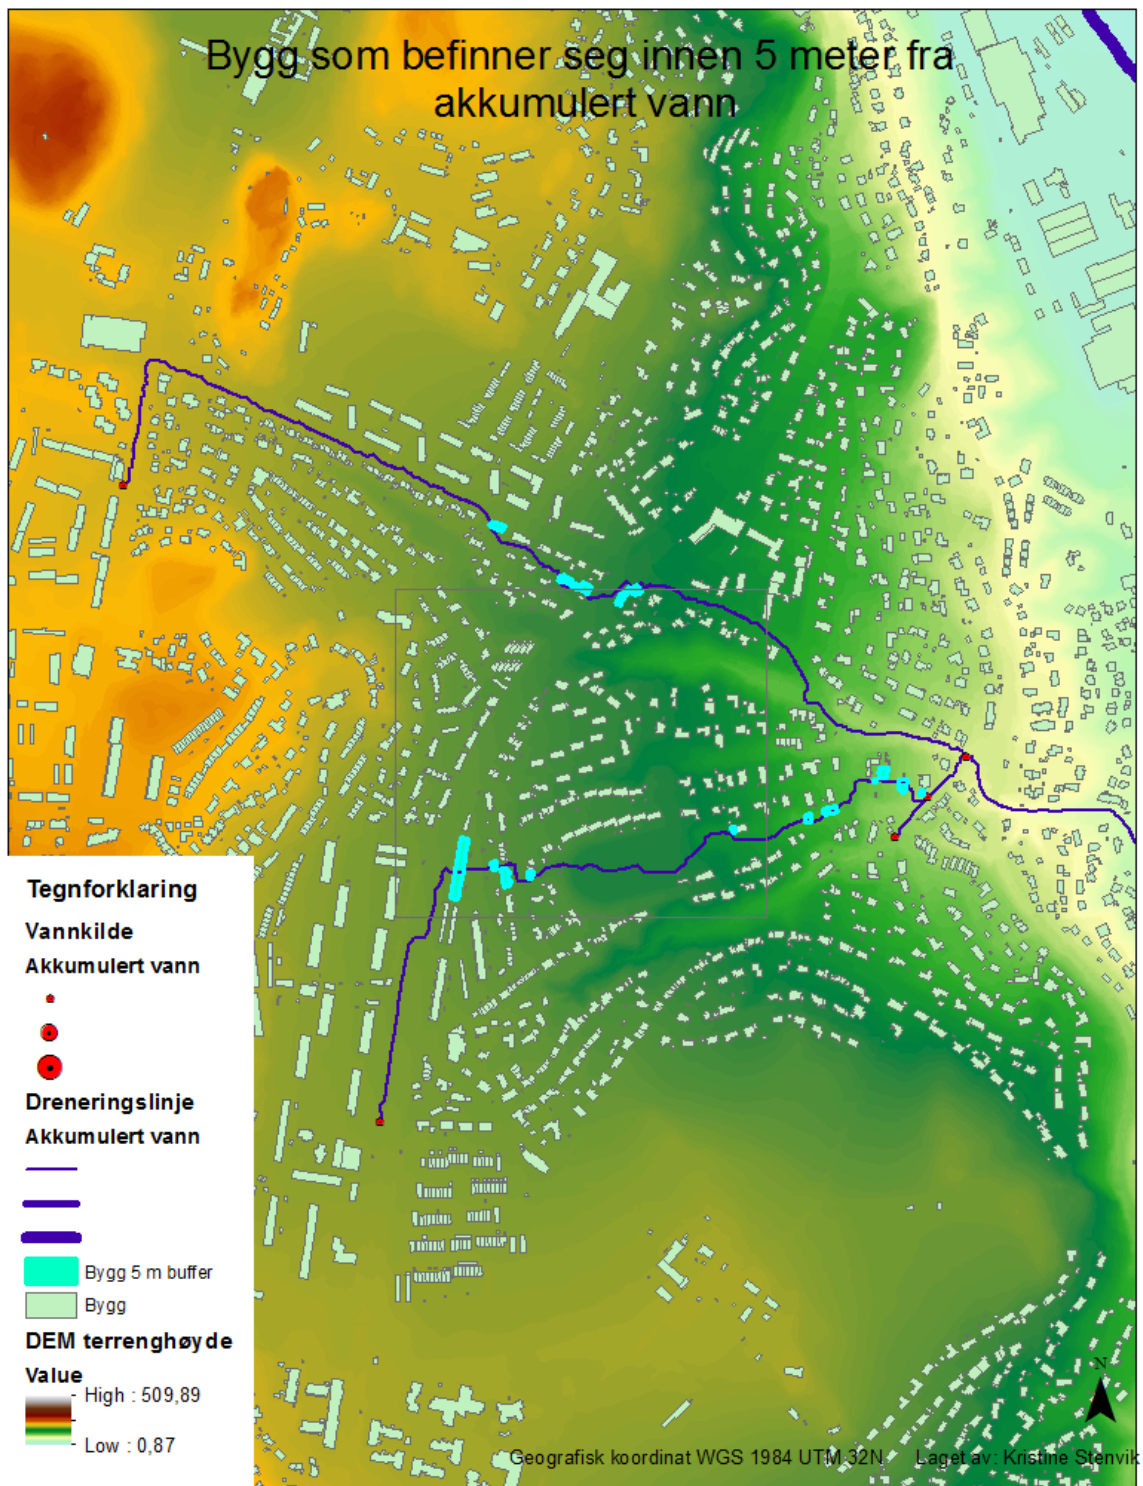 Bygg som befinner seg innen 5 meter fra
akkumulert vann
Tegnforklaring
Vannkilde
Akkumulert vann
Dreneringslinje
Akkumulert vann
Bygg 5 m buffer
Bygg
DEM terrenghøyde
Value
High : 509,89
Low : 0,87
N
Geografisk koordinat WGS 1984 UTM 32N
Laget av: Kristine Stenvik